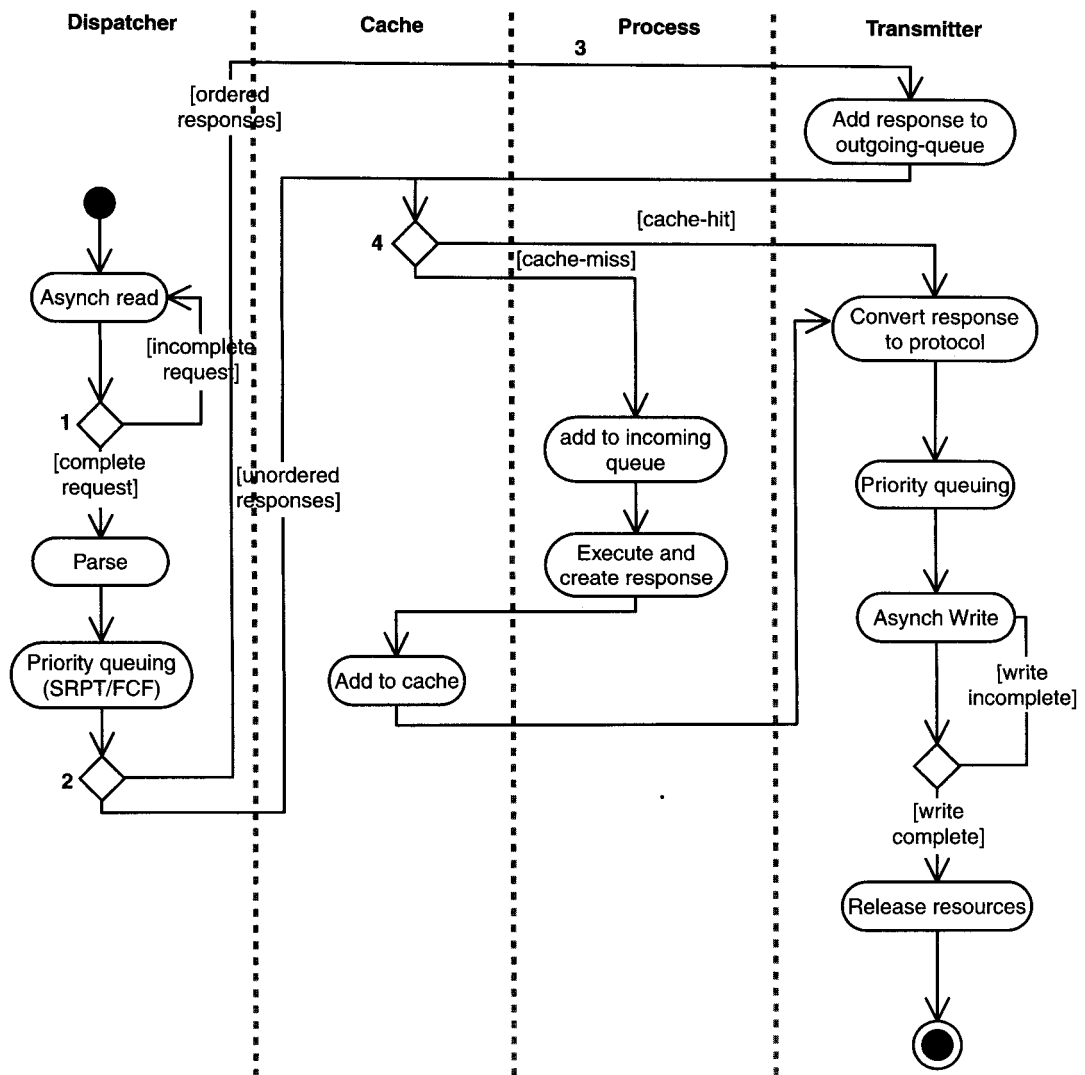 Dispatcher
Cache
Process
Transmitter
3
[ordered
responses]
Add response to
outgoing-queue
4
[cache-hit]
[cache-miss]
Asynch read
[incomplete
request]
Convert response
to protocol
1
[complete
request]
add to incoming
queue
[unordered
responses]
Priority queuing
Parse
Execute and
create response
Asynch Write
Priority queuing
(SRPT/FCF)
Add to cache
[write
incomplete]
2
[write
complete]
Release resources